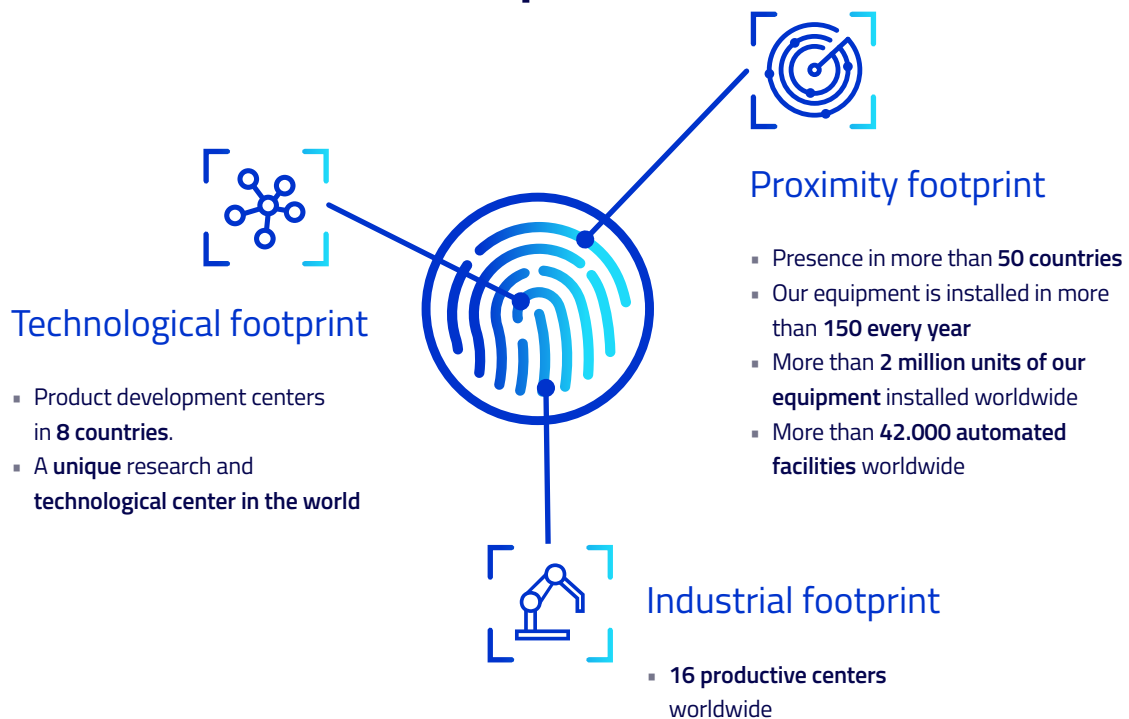 Technological footprint
▪ Product development centers
in 8 countries.
▪ A unique research and
technological center in the world
Proximity footprint
▪ Presence in more than 50 countries
▪ Our equipment is installed in more
than 150 every year
▪ More than 2 million units of our
equipment installed worldwide
▪ More than 42.000 automated
facilities worldwide
Industrial footprint
▪ 16 productive centers
worldwide